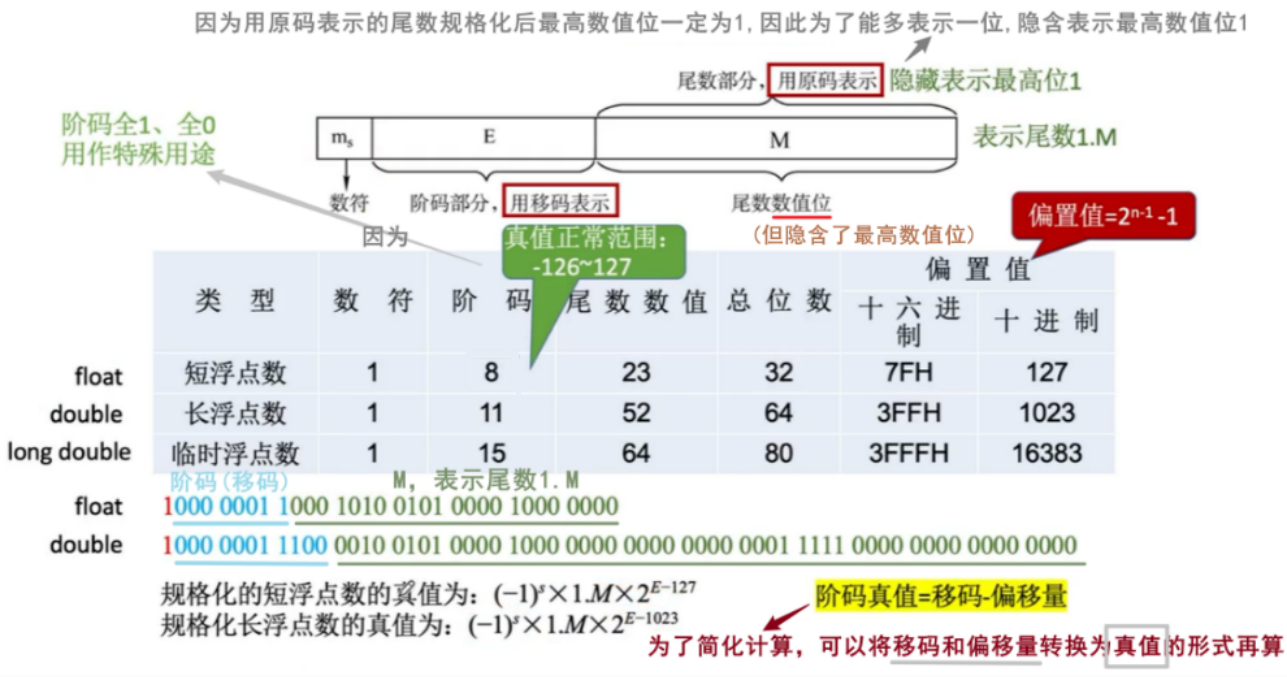 因为用原码表示的尾数规格化后最高数值位一定为1,因此为了能多表示一位,隐含表示最高数值位1
尾数部分，用原码表示 隐藏表示最高位1
阶码全1、全0
用作特殊用途
mₛ E M 表示尾数1.M
数符 阶码部分，用移码表示 尾数数值位
因为
真值正常范围：
-126~127
(但隐含了最高数值位)
偏置值=2ⁿ⁻¹-1
类 型 数 符 阶 码 尾 数 数 值 总 位 数 偏 置 值
十 六 进 制 十 进 制
float 短浮点数 1 8 23 32 7FH 127
double 长浮点数 1 11 52 64 3FFH 1023
long double 临时浮点数 1 15 64 80 3FFFH 16383
阶码(移码) M, 表示尾数1.M
float 1000 0001 1000 1010 0101 0000 1000 0000
double 1000 0001 1100 0010 0101 0000 1000 0000 0000 0000 0001 1111 0000 0000 0000 0000
规格化的短浮点数的真值为：(−1)ˢ×1.M×2ᴱ⁻¹²⁷
规格化长浮点数的真值为：(−1)ˢ×1.M×2ᴱ⁻¹⁰²³
阶码真值=移码-偏移量
为了简化计算，可以将移码和偏移量转换为真值的形式再算